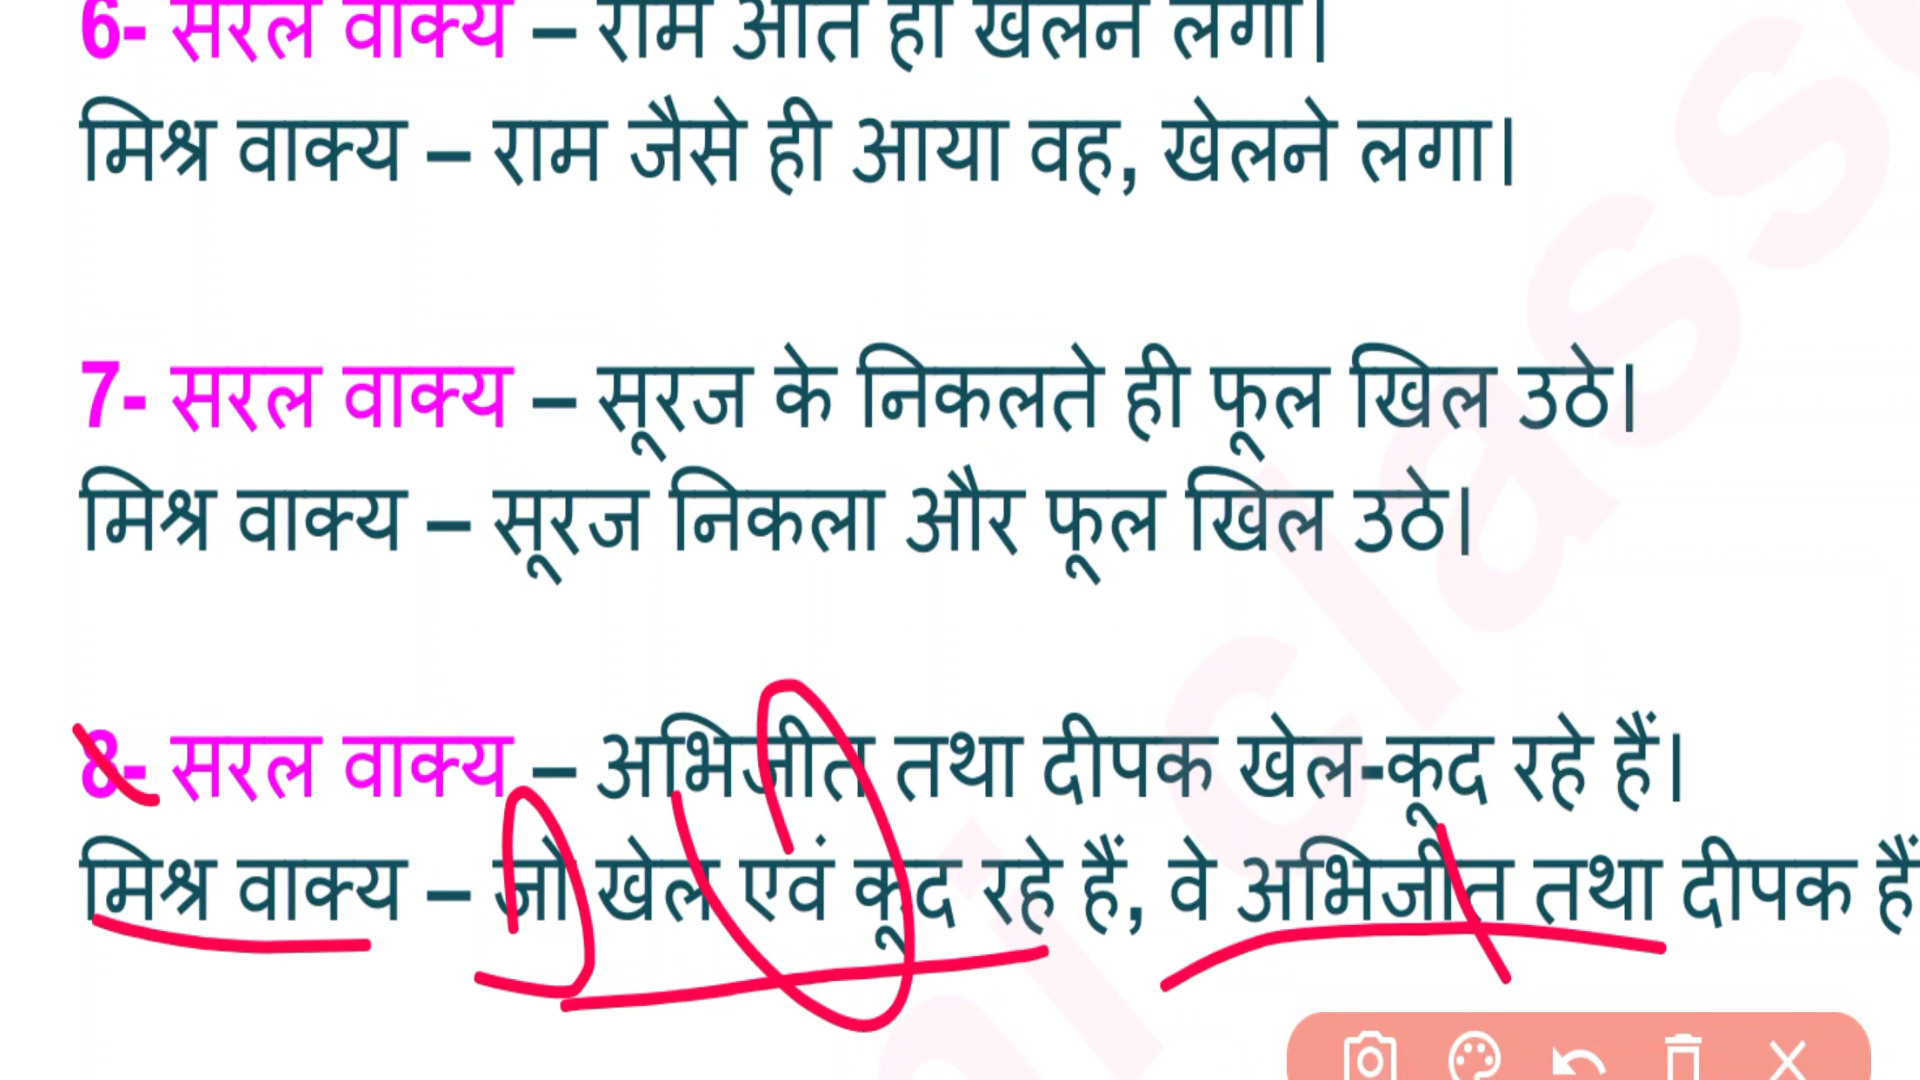 6- सरल वाक्य – राम आते ही खेलने लगा।
मिश्र वाक्य – राम जैसे ही आया वह, खेलने लगा।
7- सरल वाक्य – सूरज के निकलते ही फूल खिल उठे।
मिश्र वाक्य – सूरज निकला और फूल खिल उठे।
8- सरल वाक्य – अभिजीत तथा दीपक खेल-कूद रहे हैं।
मिश्र वाक्य – जो खेल एवं कूद रहे हैं, वे अभिजीत तथा दीपक हैं